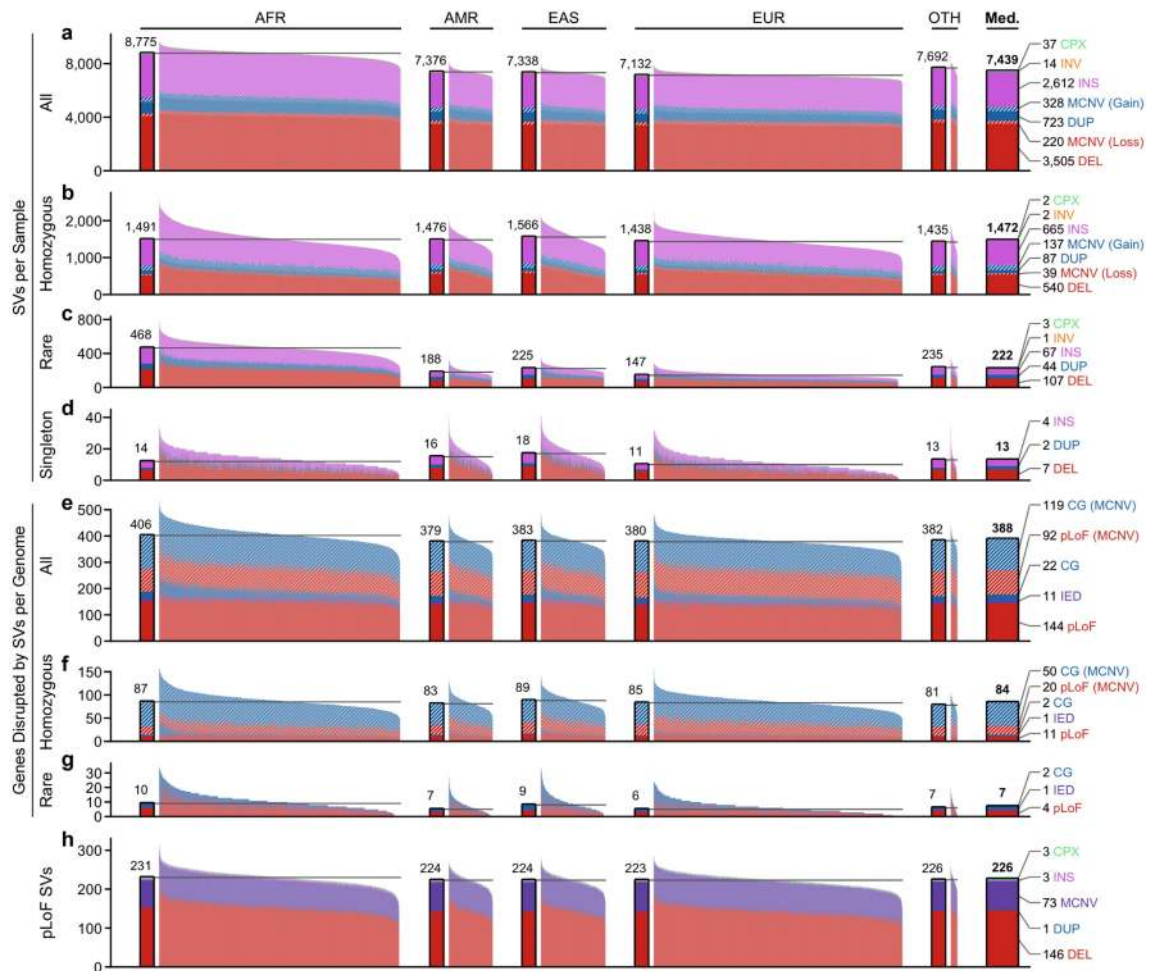 AFR AMR EAS EUR OTH Med.
SVs per Sample
a
All
8,000
4,000
0
8,775 7,376 7,338 7,132 7,692 7,439
37 CPX
14 INV
2,612 INS
328 MCNV (Gain)
723 DUP
220 MCNV (Loss)
3,505 DEL
b
Homozygous
2,000
1,000
0
1,491 1,476 1,566 1,438 1,435 1,472
2 CPX
2 INV
665 INS
137 MCNV (Gain)
87 DUP
39 MCNV (Loss)
540 DEL
c
Rare
800
400
0
468 188 225 147 235 222
3 CPX
1 INV
67 INS
44 DUP
107 DEL
d
Singleton
40
20
0
14 16 18 11 13 13
4 INS
2 DUP
7 DEL
Genes Disrupted by SVs per Genome
e
All
500
400
300
200
100
0
406 379 383 380 382 388
119 CG (MCNV)
92 pLoF (MCNV)
22 CG
11 IED
144 pLoF
f
Homozygous
150
100
50
0
87 83 89 85 81 84
50 CG (MCNV)
20 pLoF (MCNV)
2 CG
1 IED
11 pLoF
g
Rare
30
20
10
0
10 7 9 6 7 7
2 CG
1 IED
4 pLoF
h
pLoF SVs
300
200
100
0
231 224 224 223 226 226
3 CPX
3 INS
73 MCNV
1 DUP
146 DEL